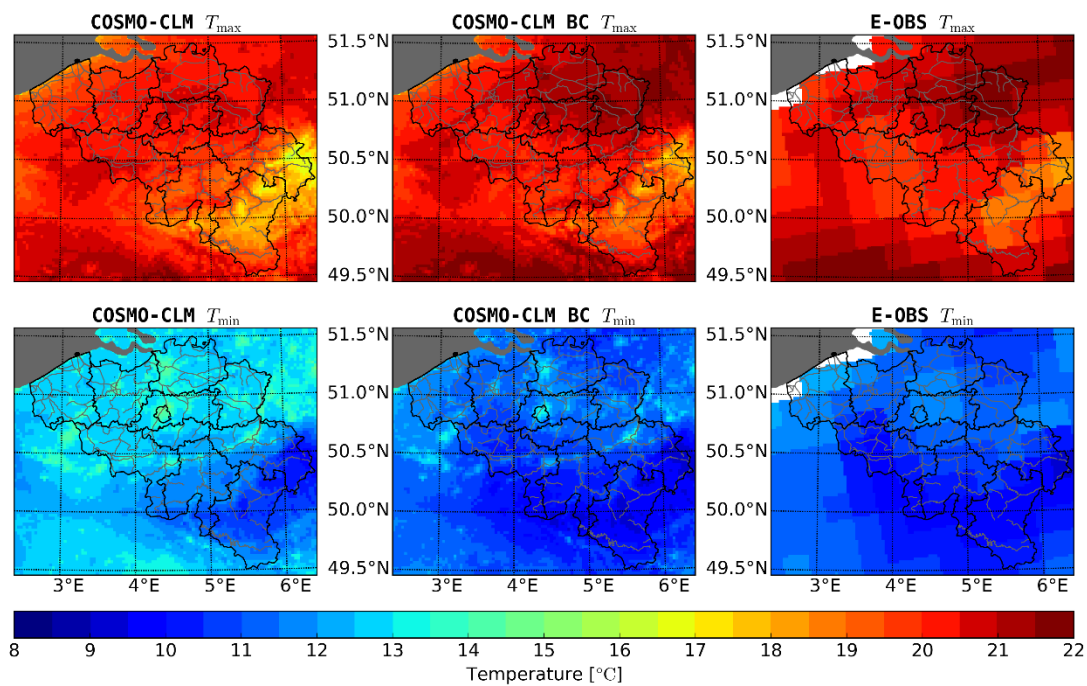 COSMO-CLM Tmax
COSMO-CLM BC Tmax
E-OBS Tmax
51.5°N
51.5°N
51.0°N
51.0°N
50.5°N
50.5°N
50.0°N
50.0°N
49.5°N
49.5°N
COSMO-CLM Tmin
COSMO-CLM BC Tmin
E-OBS Tmin
51.5°N
51.5°N
51.0°N
51.0°N
50.5°N
50.5°N
50.0°N
50.0°N
49.5°N
49.5°N
3°E 4°E 5°E 6°E
3°E 4°E 5°E 6°E
3°E 4°E 5°E 6°E
8 9 10 11 12 13 14 15 16 17 18 19 20 21 22
Temperature [°C]